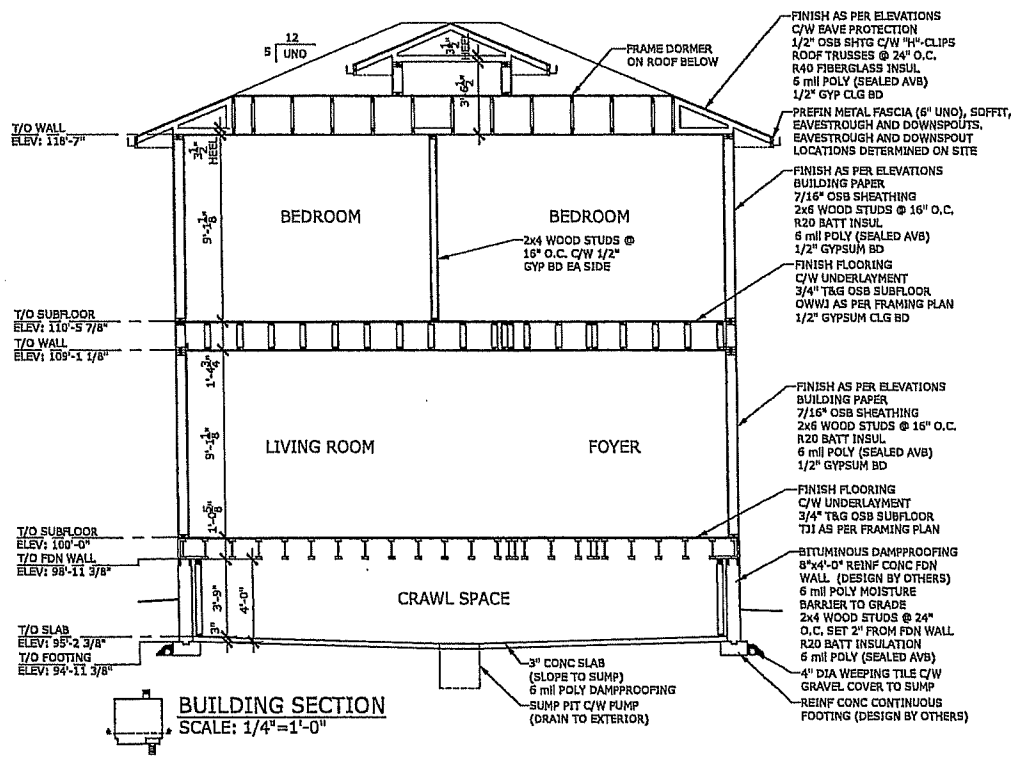 12
5
UNO
3 1/2"
HEEL
3'-6 1/2"
FRAME DORMER
ON ROOF BELOW
FINISH AS PER ELEVATIONS
C/W EAVE PROTECTION
1/2" OSB SHTG C/W "H"-CLIPS
ROOF TRUSSES @ 24" O.C.
R40 FIBERGLASS INSUL
6 mil POLY (SEALED AVB)
1/2" GYP CLG BD
PREFIN METAL FASCIA (6" UNO), SOFFIT,
EAVESTROUGH AND DOWNSPOUTS.
EAVESTROUGH AND DOWNSPOUT
LOCATIONS DETERMINED ON SITE
T/O WALL
ELEV: 118'-7"
3 1/2"
HEEL
9'-1 1/8"
BEDROOM
BEDROOM
2x4 WOOD STUDS @
16" O.C. C/W 1/2"
GYP BD EA SIDE
FINISH AS PER ELEVATIONS
BUILDING PAPER
7/16" OSB SHEATHING
2x6 WOOD STUDS @ 16" O.C.
R20 BATT INSUL
6 mil POLY (SEALED AVB)
1/2" GYPSUM BD
FINISH FLOORING
C/W UNDERLAYMENT
3/4" T&G OSB SUBFLOOR
OWWJ AS PER FRAMING PLAN
1/2" GYPSUM CLG BD
T/O SUBFLOOR
ELEV: 110'-5 7/8"
T/O WALL
ELEV: 109'-1 1/8"
1'-4 3/4"
9'-1 1/8"
LIVING ROOM
FOYER
FINISH AS PER ELEVATIONS
BUILDING PAPER
7/16" OSB SHEATHING
2x6 WOOD STUDS @ 16" O.C.
R20 BATT INSUL
6 mil POLY (SEALED AVB)
1/2" GYPSUM BD
1'-0 5/8"
FINISH FLOORING
C/W UNDERLAYMENT
3/4" T&G OSB SUBFLOOR
TJI AS PER FRAMING PLAN
T/O SUBFLOOR
ELEV: 100'-0"
T/O FDN WALL
ELEV: 98'-11 3/8"
3'-9"
4'-0"
3"
CRAWL SPACE
BITUMINOUS DAMPPROOFING
8"x4'-0" REINF CONC FDN
WALL (DESIGN BY OTHERS)
6 mil POLY MOISTURE
BARRIER TO GRADE
2x4 WOOD STUDS @ 24"
O.C. SET 2" FROM FDN WALL
R20 BATT INSULATION
6 mil POLY (SEALED AVB)
T/O SLAB
ELEV: 95'-2 3/8"
T/O FOOTING
ELEV: 94'-11 3/8"
3" CONC SLAB
(SLOPE TO SUMP)
6 mil POLY DAMPPROOFING
SUMP PIT C/W PUMP
(DRAIN TO EXTERIOR)
4" DIA WEEPING TILE C/W
GRAVEL COVER TO SUMP
REINF CONC CONTINUOUS
FOOTING (DESIGN BY OTHERS)
BUILDING SECTION
SCALE: 1/4"=1'-0"